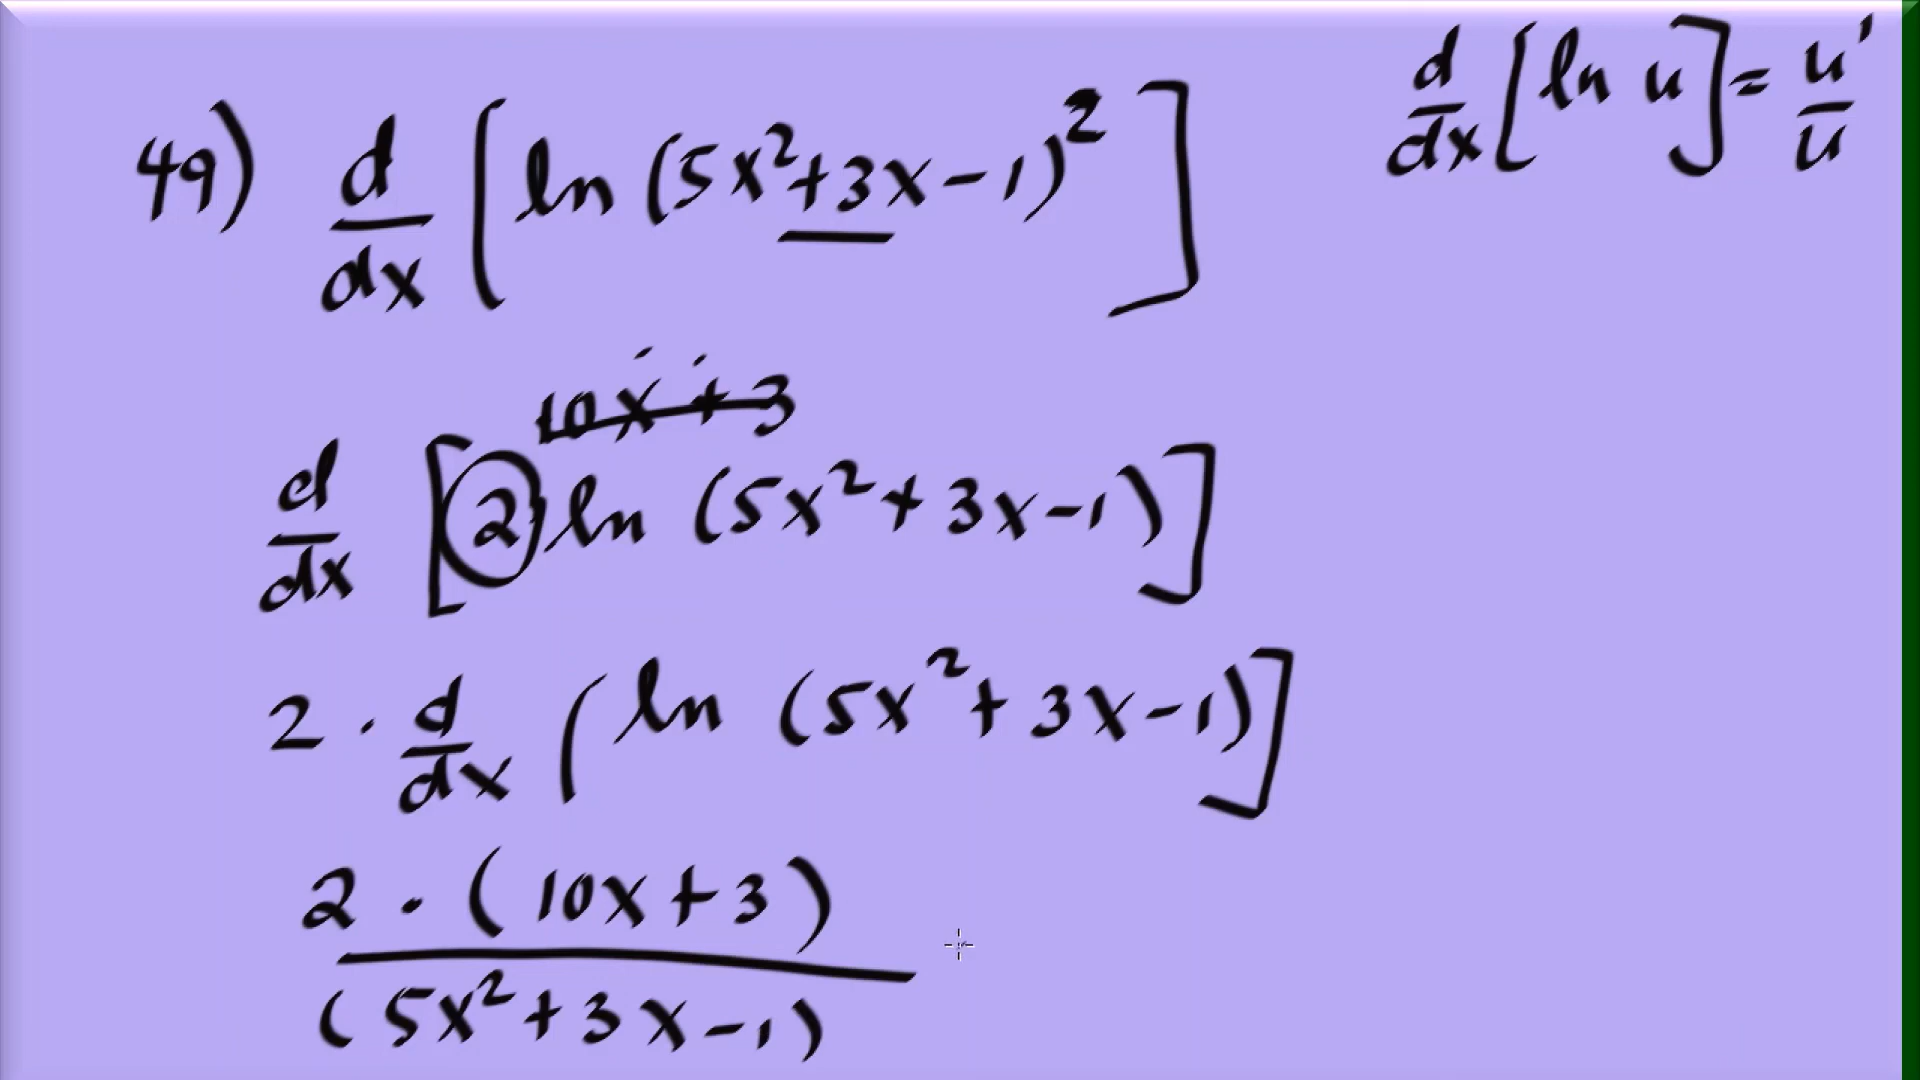 49) d/dx [ln (5x²+3x-1)²]
d/dx [ln u] = u'/u
10x + 3
d/dx [2 ln (5x²+3x-1)]
2 · d/dx [ln (5x²+3x-1)]
2 · (10x+3)
(5x²+3x-1)